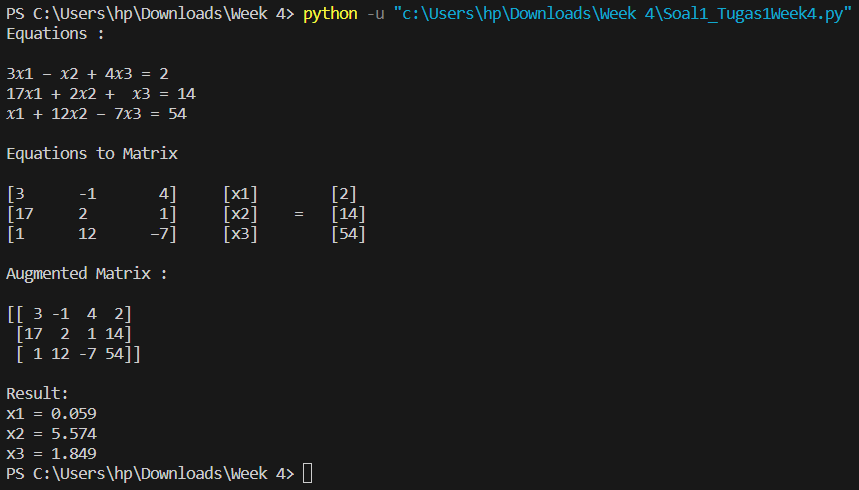 PS C:\Users\hp\Downloads\Week 4> python -u "c:\Users\hp\Downloads\Week 4\Soal1_Tugas1Week4.py"
Equations :
3𝑥1 − 𝑥2 + 4𝑥3 = 2
17𝑥1 + 2𝑥2 +  𝑥3 = 14
𝑥1 + 12𝑥2 − 7𝑥3 = 54
Equations to Matrix
[3      -1       4]     [x1]        [2]
[17     2        1]     [x2]    =   [14]
[1      12      −7]     [x3]        [54]
Augmented Matrix :
[[ 3 -1  4  2]
 [17  2  1 14]
 [ 1 12 -7 54]]
Result:
x1 = 0.059
x2 = 5.574
x3 = 1.849
PS C:\Users\hp\Downloads\Week 4>